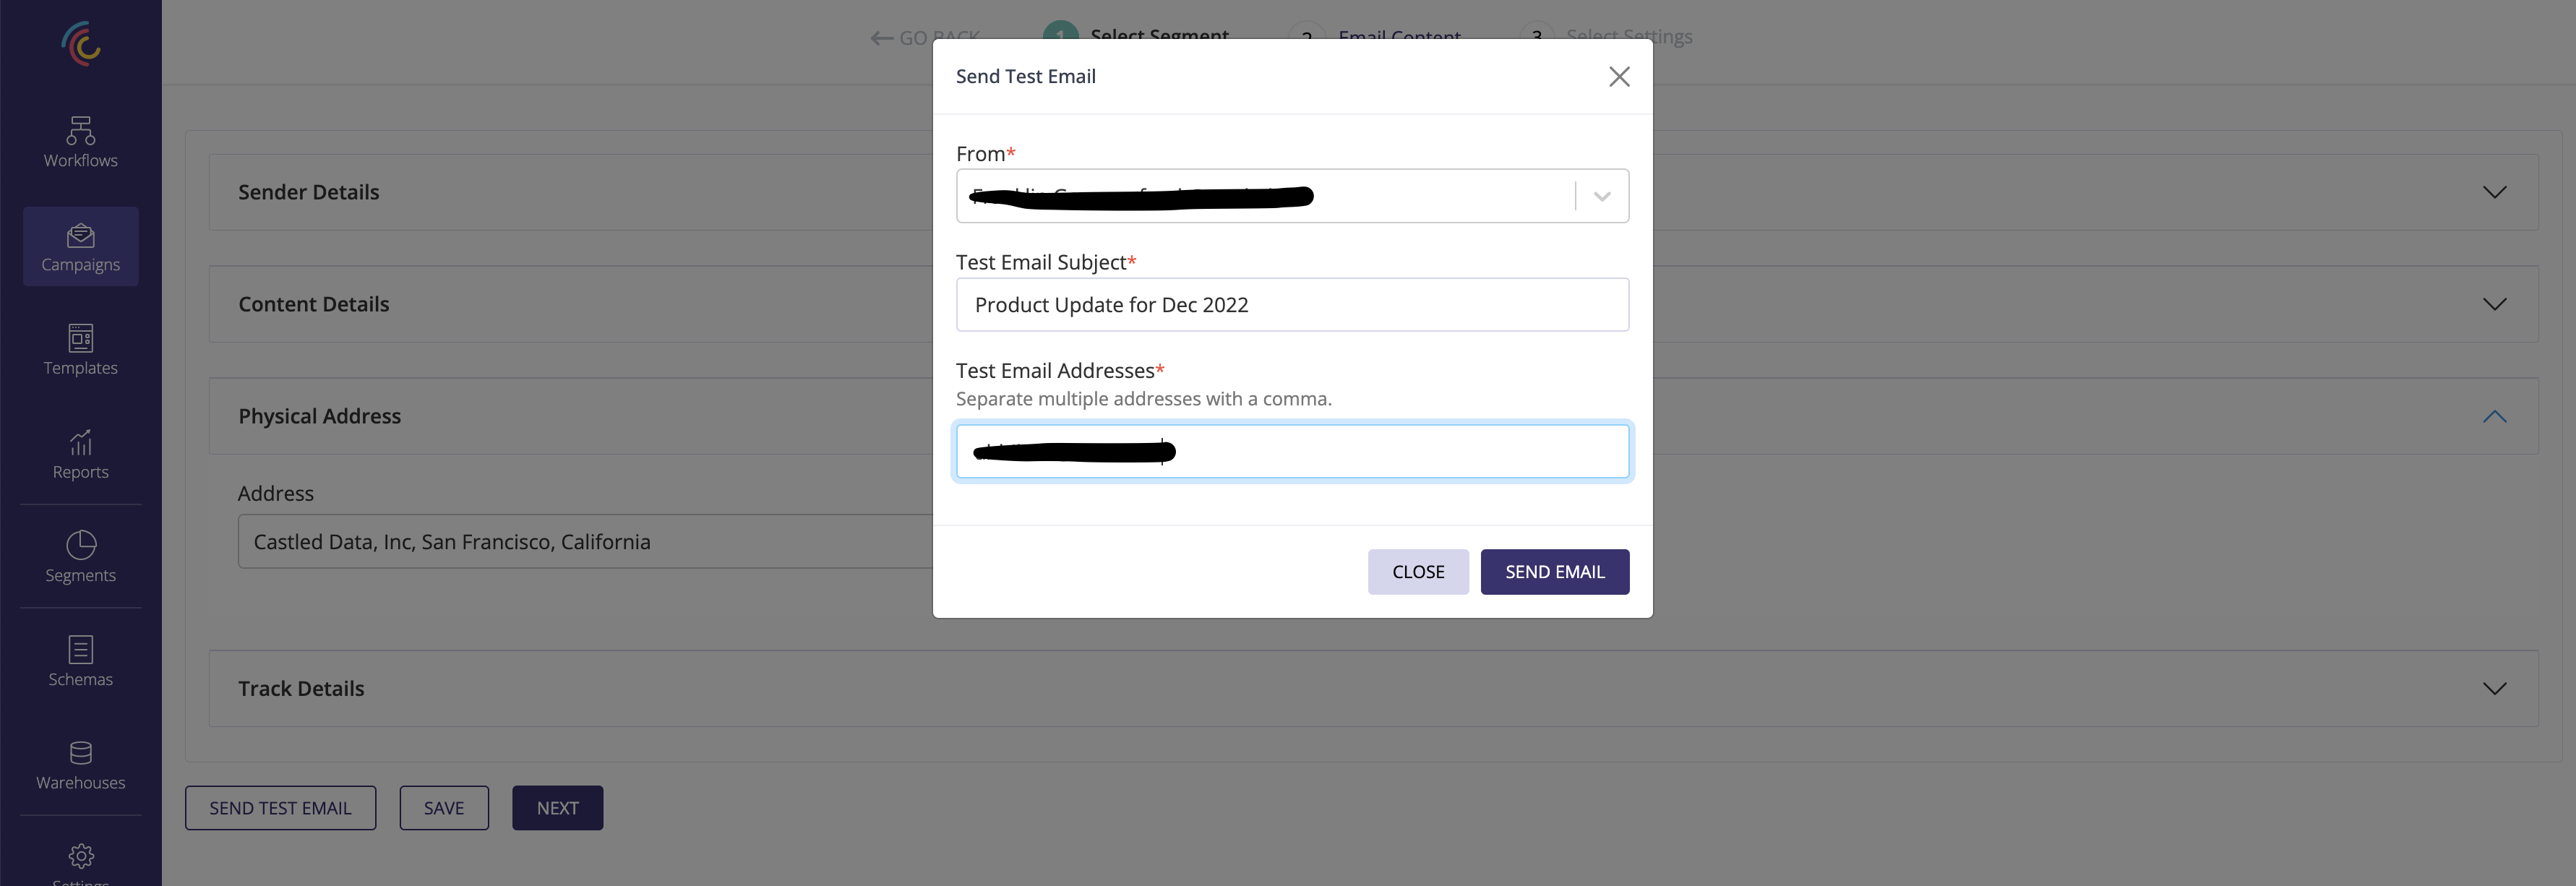 GO BACK
1 Select Segment
2 Email Content
3 Select Settings
Workflows
Campaigns
Templates
Reports
Segments
Schemas
Warehouses
Settings
Sender Details
Content Details
Physical Address
Address
Castled Data, Inc, San Francisco, California
Track Details
SEND TEST EMAIL
SAVE
NEXT
Send Test Email
From*
Test Email Subject*
Product Update for Dec 2022
Test Email Addresses*
Separate multiple addresses with a comma.
CLOSE
SEND EMAIL